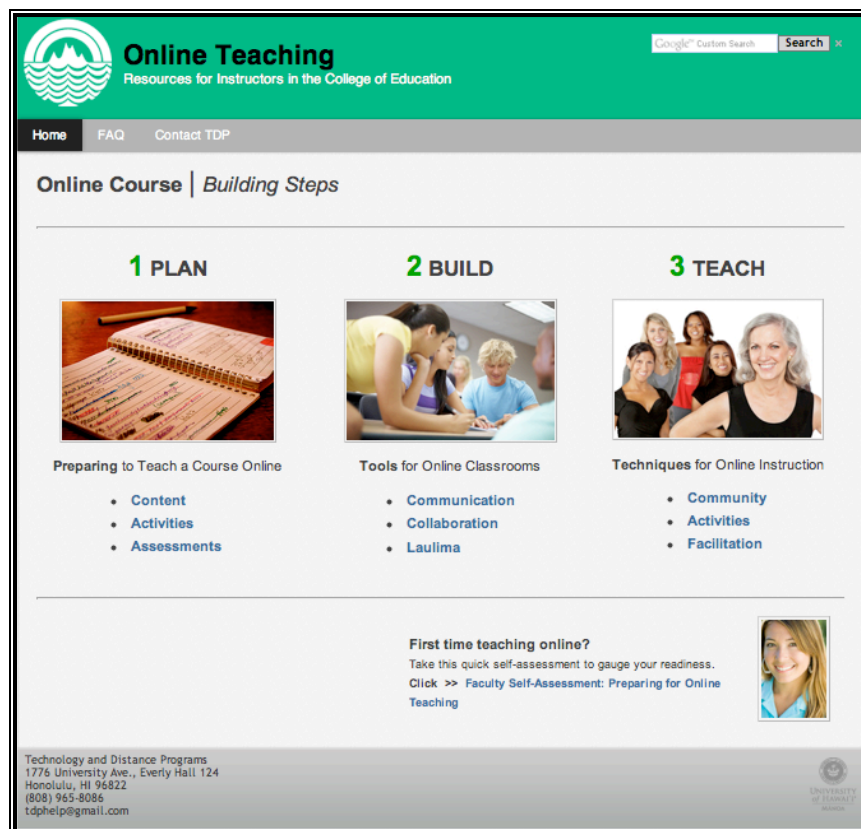 Online Teaching
Resources for Instructors in the College of Education
Google™ Custom Search Search ×
Home FAQ Contact TDP
Online Course | Building Steps
1 PLAN
2 BUILD
3 TEACH
Preparing to Teach a Course Online
• Content
• Activities
• Assessments
Tools for Online Classrooms
• Communication
• Collaboration
• Laulima
Techniques for Online Instruction
• Community
• Activities
• Facilitation
First time teaching online?
Take this quick self-assessment to gauge your readiness.
Click >> Faculty Self-Assessment: Preparing for Online
Teaching
Technology and Distance Programs
1776 University Ave., Everly Hall 124
Honolulu, HI 96822
(808) 965-8086
tdphelp@gmail.com
UNIVERSITY
of HAWAI'I